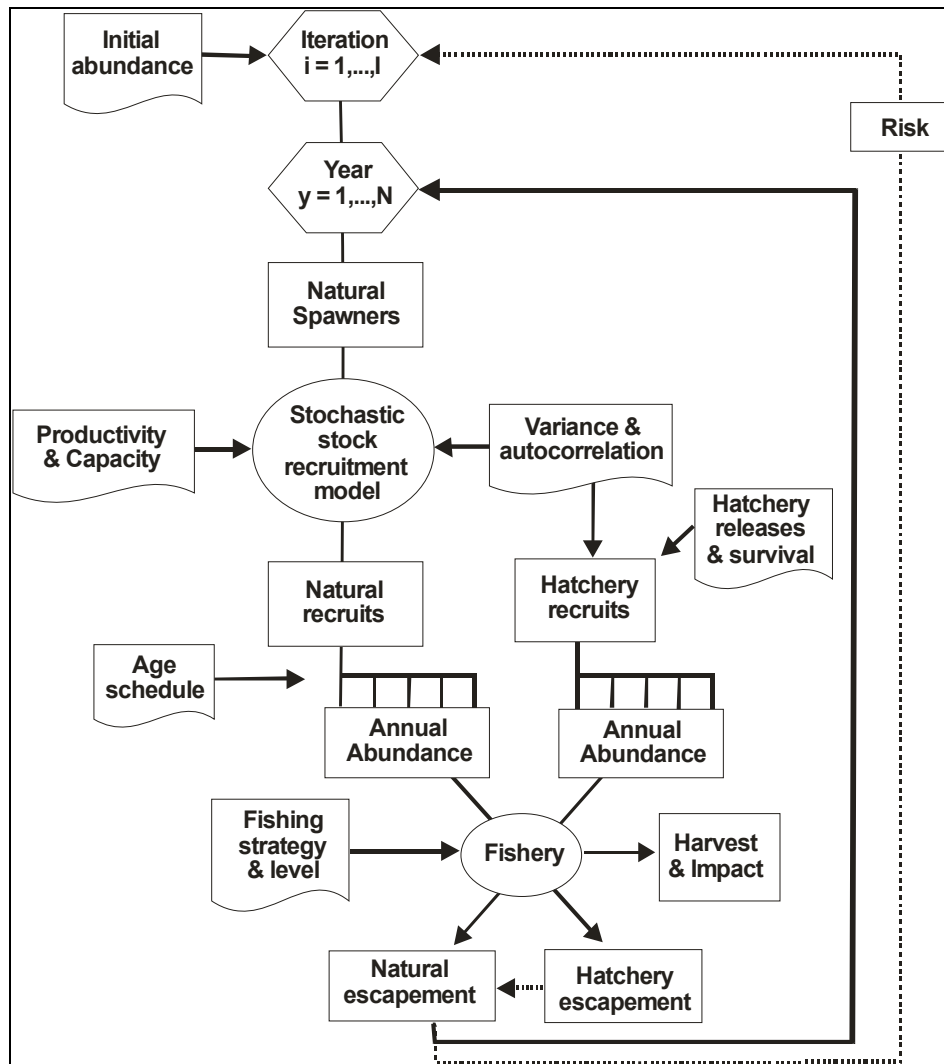 Initial
abundance
Iteration
i = 1,...,I
Risk
Year
y = 1,...,N
Natural
Spawners
Productivity
& Capacity
Stochastic
stock
recruitment
model
Variance &
autocorrelation
Hatchery
releases
& survival
Natural
recruits
Hatchery
recruits
Age
schedule
Annual
Abundance
Annual
Abundance
Fishing
strategy
& level
Fishery
Harvest
& Impact
Natural
escapement
Hatchery
escapement